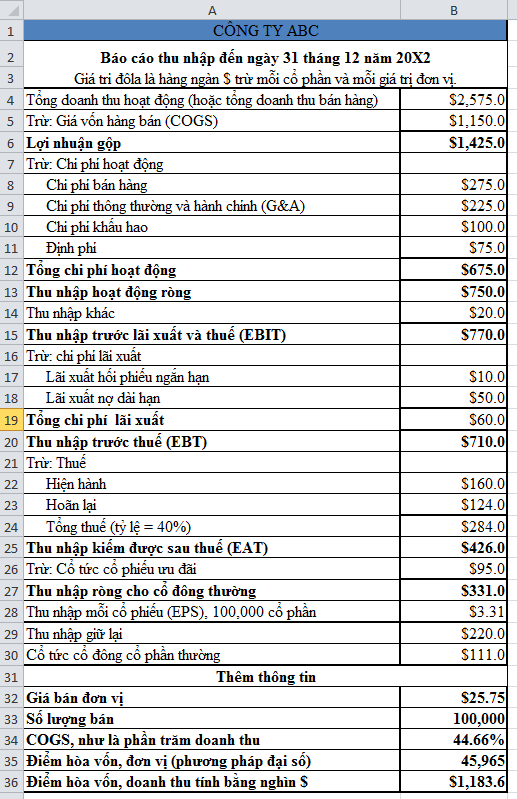 A B
1 CÔNG TY ABC
2 Báo cáo thu nhập đến ngày 31 tháng 12 năm 20X2
3 Giá trị đôla là hàng ngàn $ trừ mỗi cổ phần và mỗi giá trị đơn vị.
4 Tổng doanh thu hoạt động (hoặc tổng doanh thu bán hàng) $2,575.0
5 Trừ: Giá vốn hàng bán (COGS) $1,150.0
6 Lợi nhuận gộp $1,425.0
7 Trừ: Chi phí hoạt động
8 Chi phí bán hàng $275.0
9 Chi phí thông thường và hành chính (G&A) $225.0
10 Chi phí khấu hao $100.0
11 Định phí $75.0
12 Tổng chi phí hoạt động $675.0
13 Thu nhập hoạt động ròng $750.0
14 Thu nhập khác $20.0
15 Thu nhập trước lãi xuất và thuế (EBIT) $770.0
16 Trừ: chi phí lãi xuất
17 Lãi xuất hối phiếu ngắn hạn $10.0
18 Lãi xuất nợ dài hạn $50.0
19 Tổng chi phí lãi xuất $60.0
20 Thu nhập trước thuế (EBT) $710.0
21 Trừ: Thuế
22 Hiện hành $160.0
23 Hoãn lại $124.0
24 Tổng thuế (tỷ lệ = 40%) $284.0
25 Thu nhập kiếm được sau thuế (EAT) $426.0
26 Trừ: Cổ tức cổ phiếu ưu đãi $95.0
27 Thu nhập ròng cho cổ đông thường $331.0
28 Thu nhập mỗi cổ phiếu (EPS), 100,000 cổ phần $3.31
29 Thu nhập giữ lại $220.0
30 Cổ tức cổ đông cổ phần thường $111.0
31 Thêm thông tin
32 Giá bán đơn vị $25.75
33 Số lượng bán 100,000
34 COGS, như là phần trăm doanh thu 44.66%
35 Điểm hòa vốn, đơn vị (phương pháp đại số) 45,965
36 Điểm hòa vốn, doanh thu tính bằng nghìn $ $1,183.6